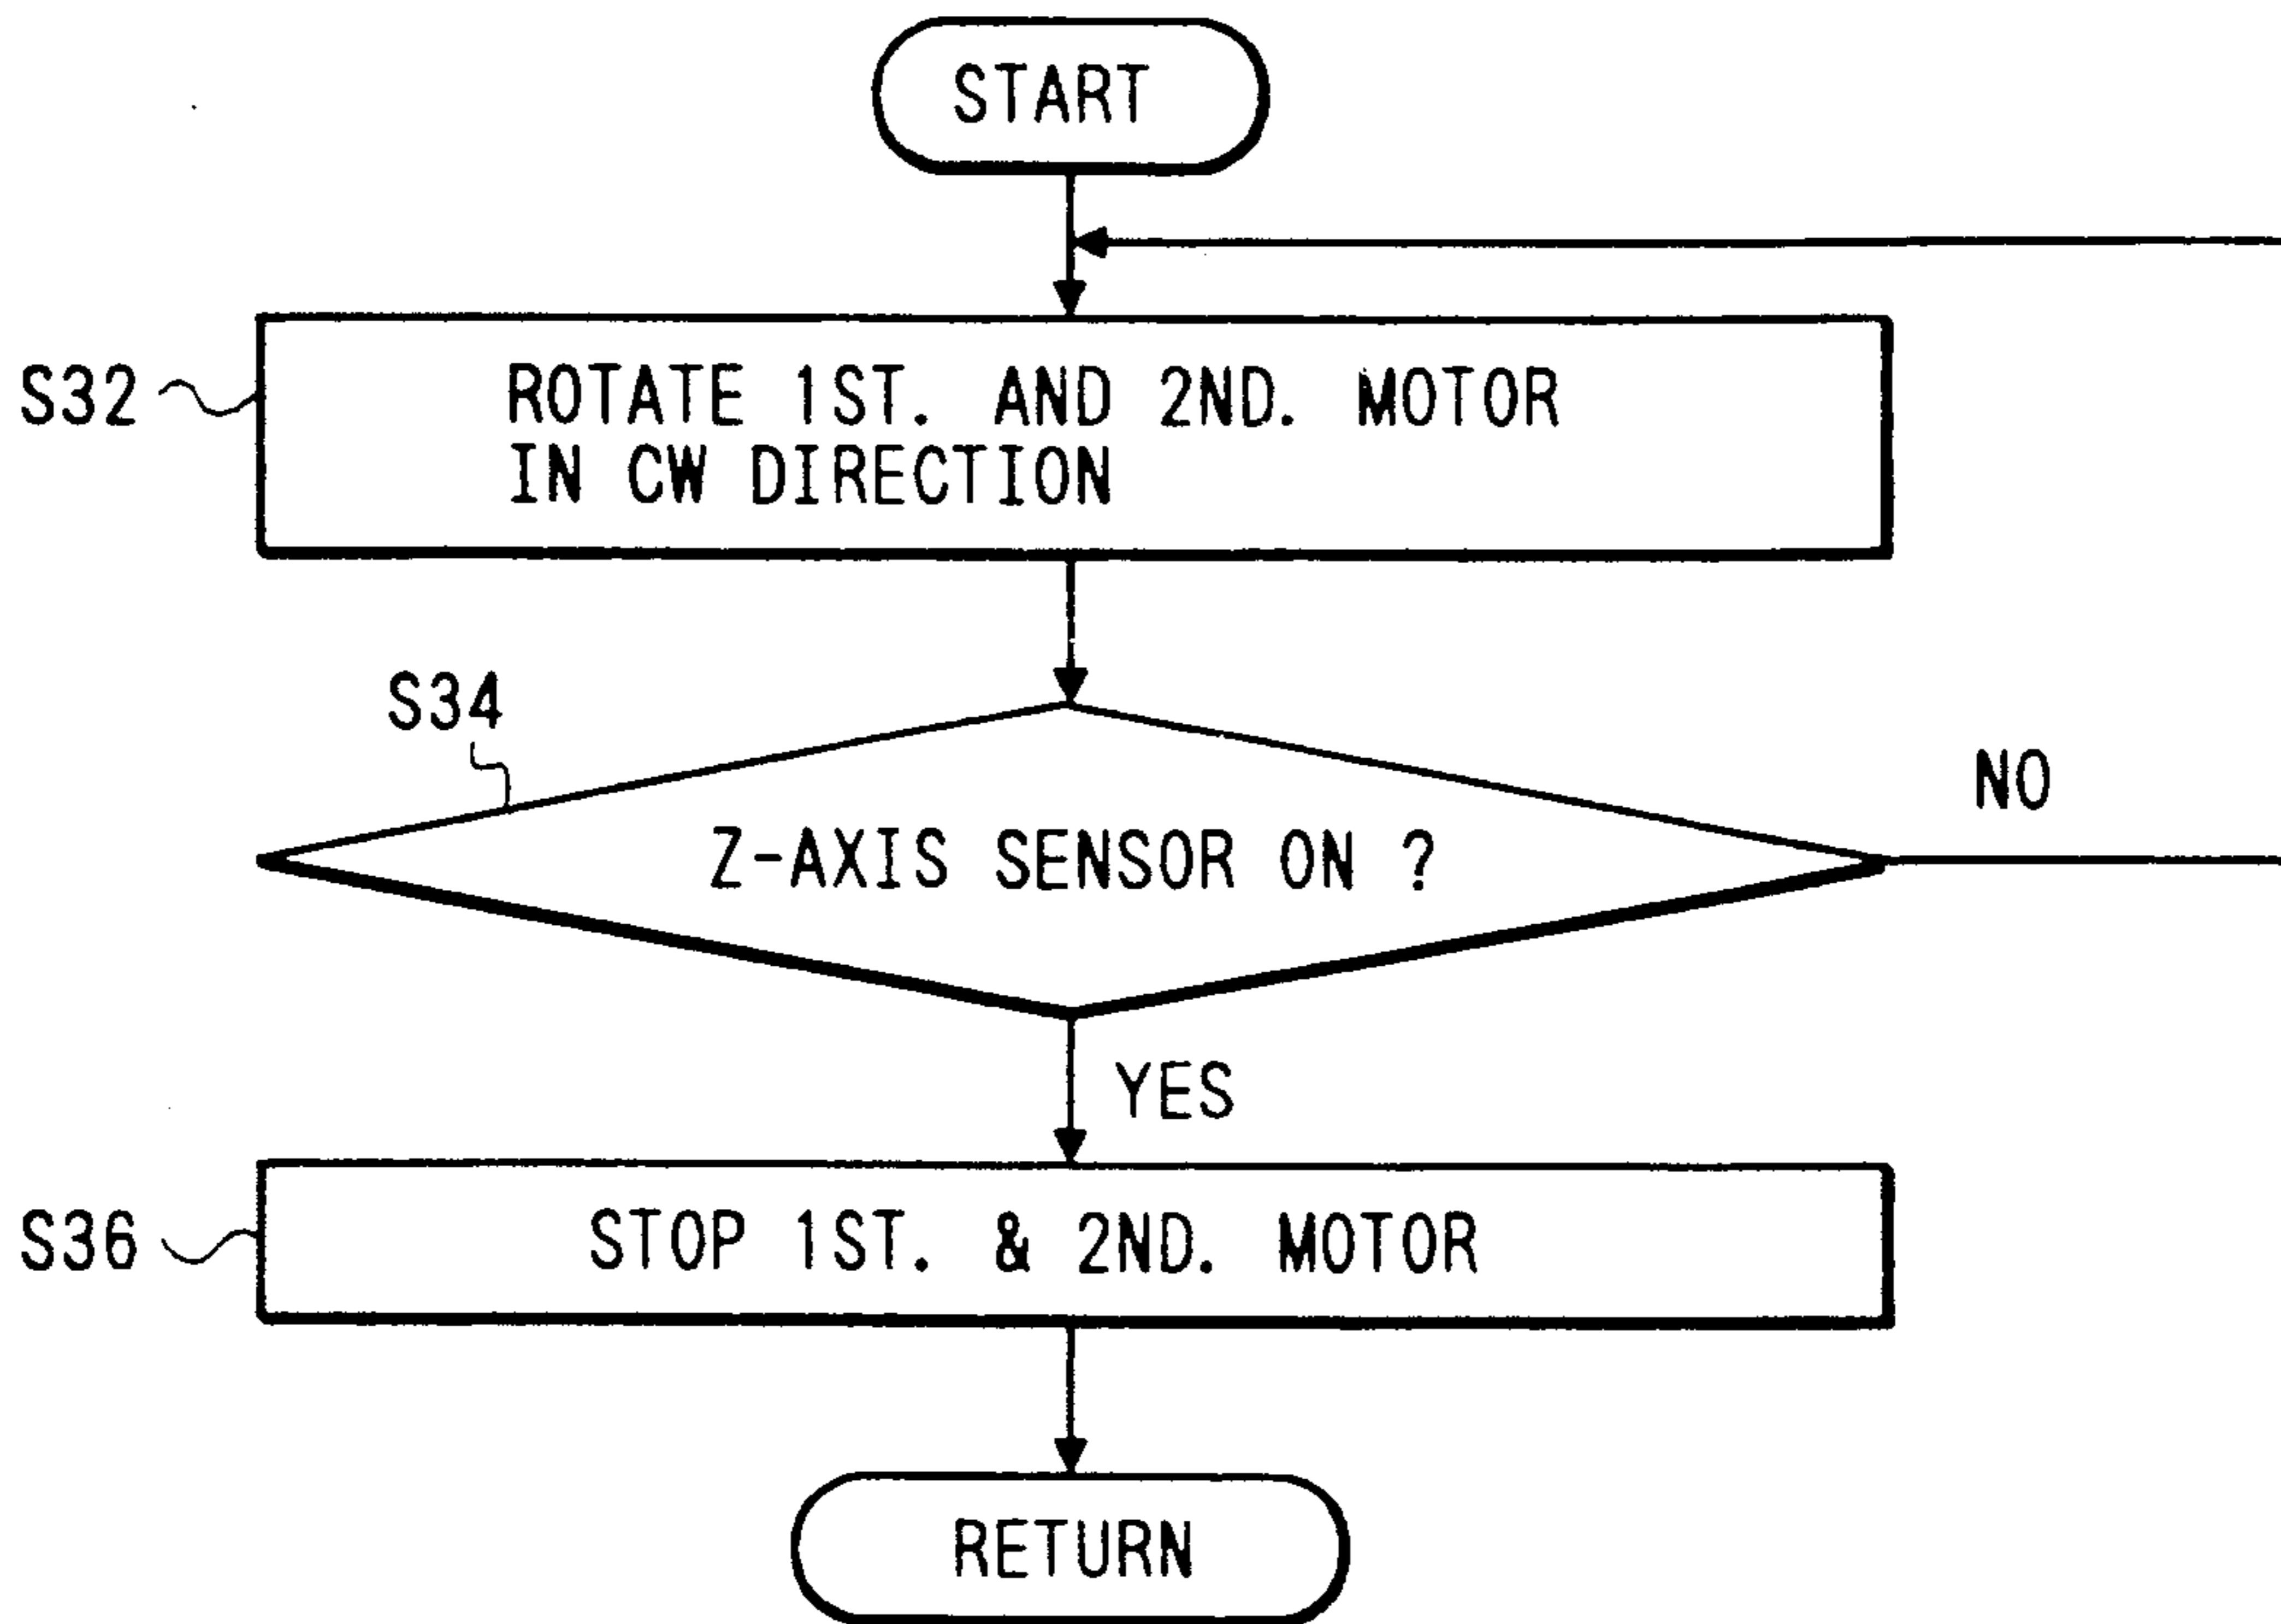 START
S32
ROTATE 1ST. AND 2ND. MOTOR
IN CW DIRECTION
S34
NO
Z-AXIS SENSOR ON ?
YES
S36
STOP 1ST. & 2ND. MOTOR
RETURN